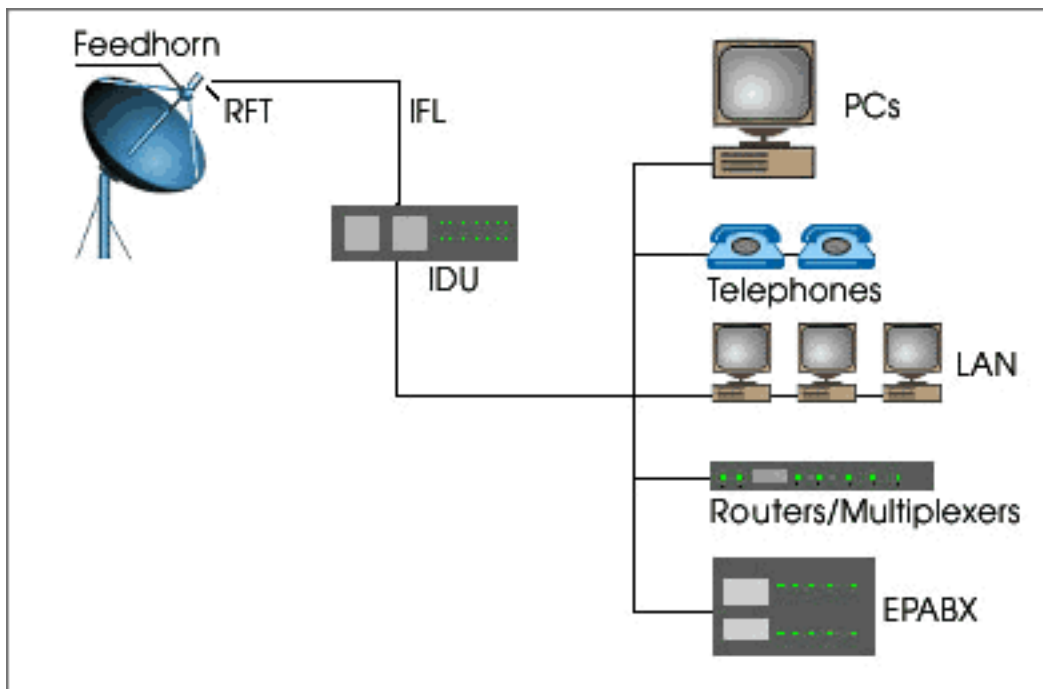 Feedhorn
RFT
IFL
IDU
PCs
Telephones
LAN
Routers/Multiplexers
EPABX